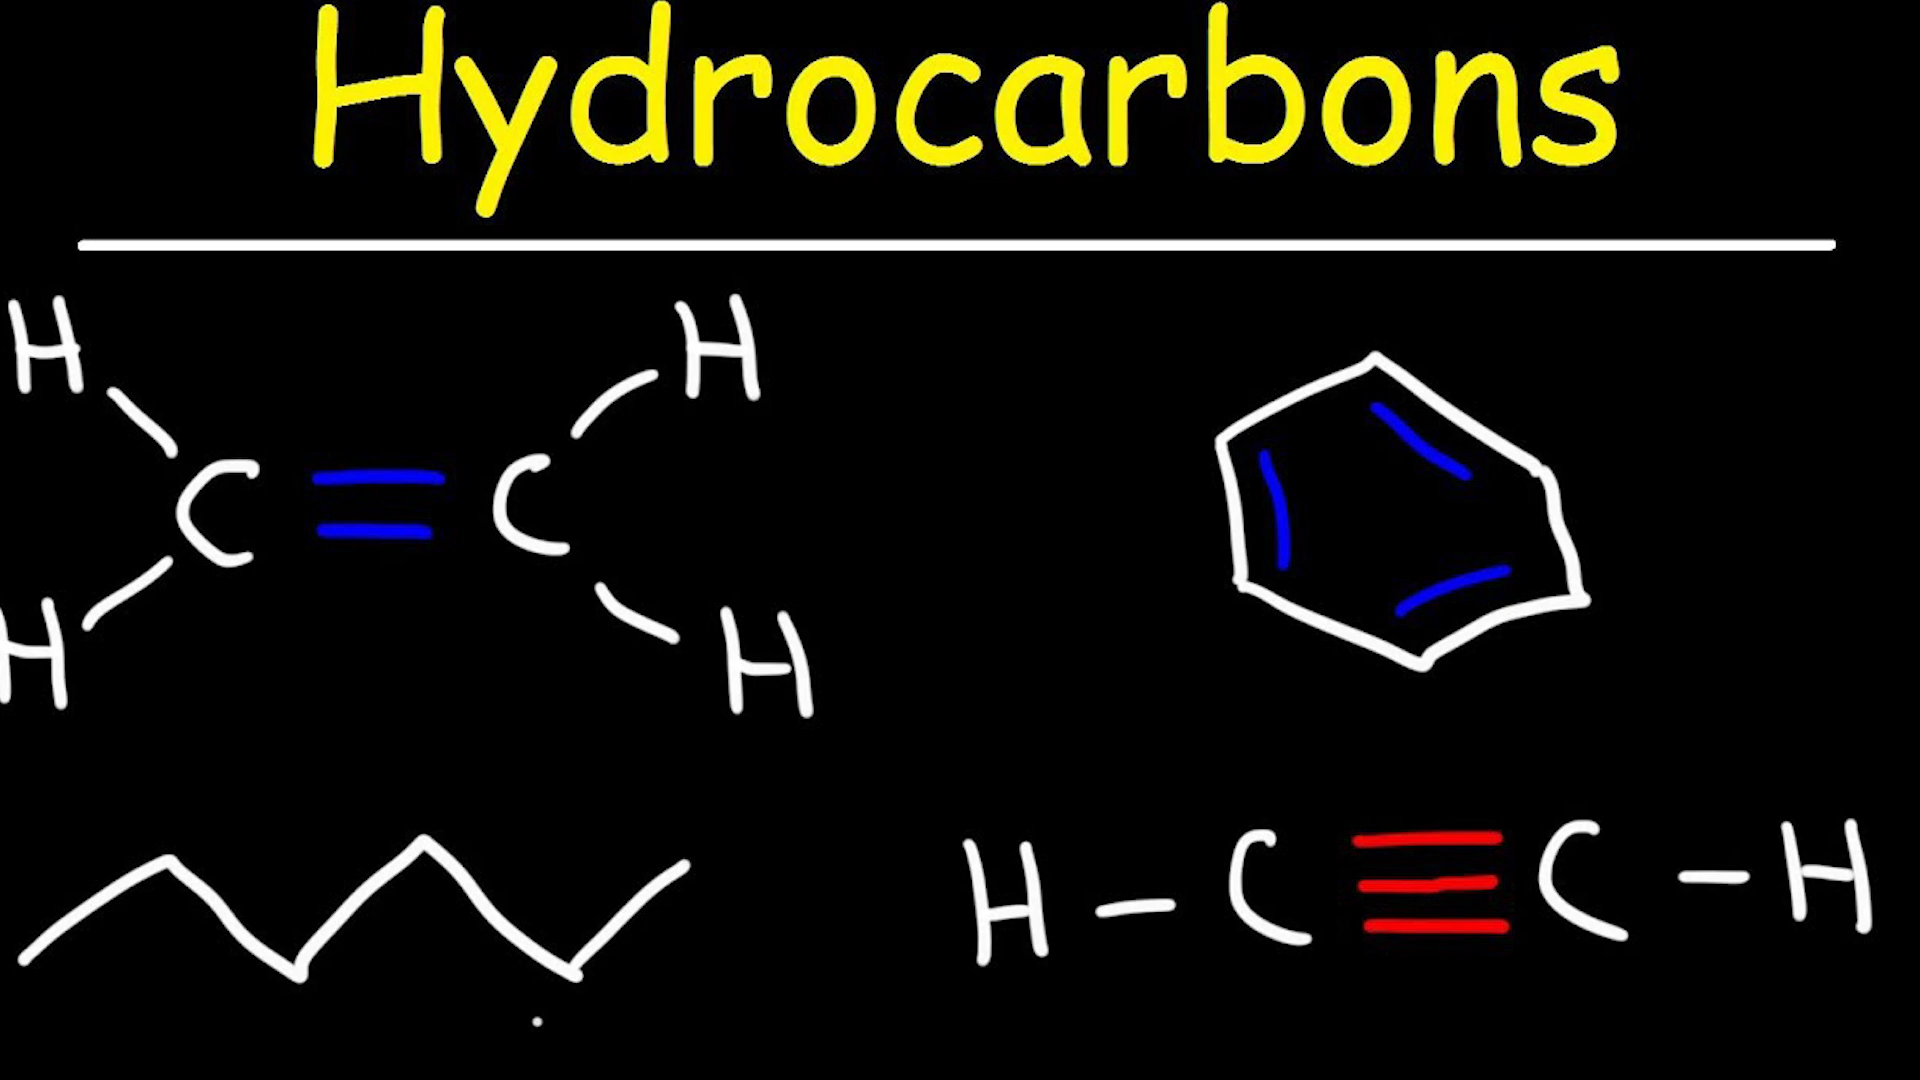 Hydrocarbons
H H
C = C
H H
H - C ≡ C - H